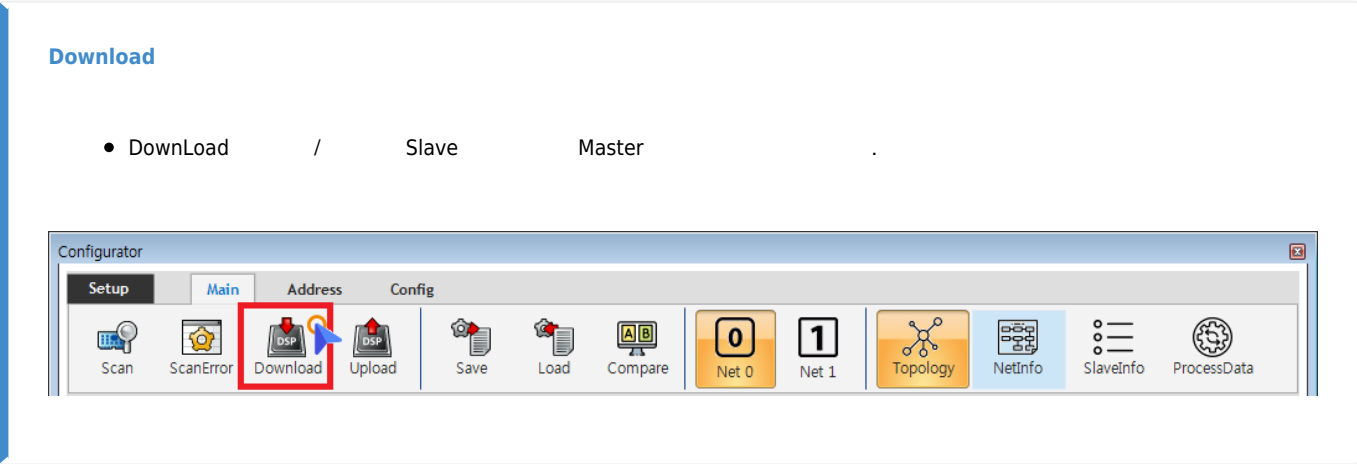 Download
DownLoad / Slave Master .
Configurator
Setup Main Address Config
DSP DSP A B 0 1
Scan ScanError Download Upload Save Load Compare Net 0 Net 1 Topology NetInfo SlaveInfo ProcessData